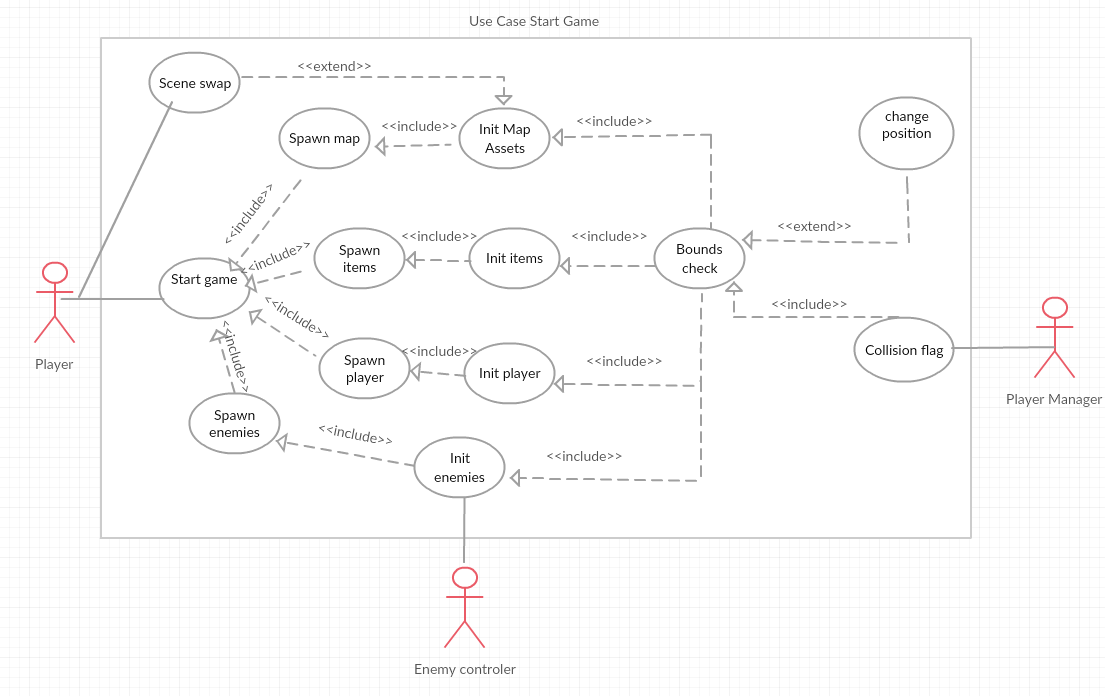 Use Case Start Game
<<extend>>
Scene swap
Spawn map
<<include>>
Init Map
Assets
<<include>>
change
position
<<include>>
<<include>>
Spawn
items
<<include>>
Init items
<<include>>
Bounds
check
<<extend>>
Start game
<<include>>
<<include>>
Collision flag
Player
<<include>>
Spawn
player
<<include>>
Init player
<<include>>
Player Manager
<<include>>
Spawn
enemies
<<include>>
Init
enemies
<<include>>
Enemy controler